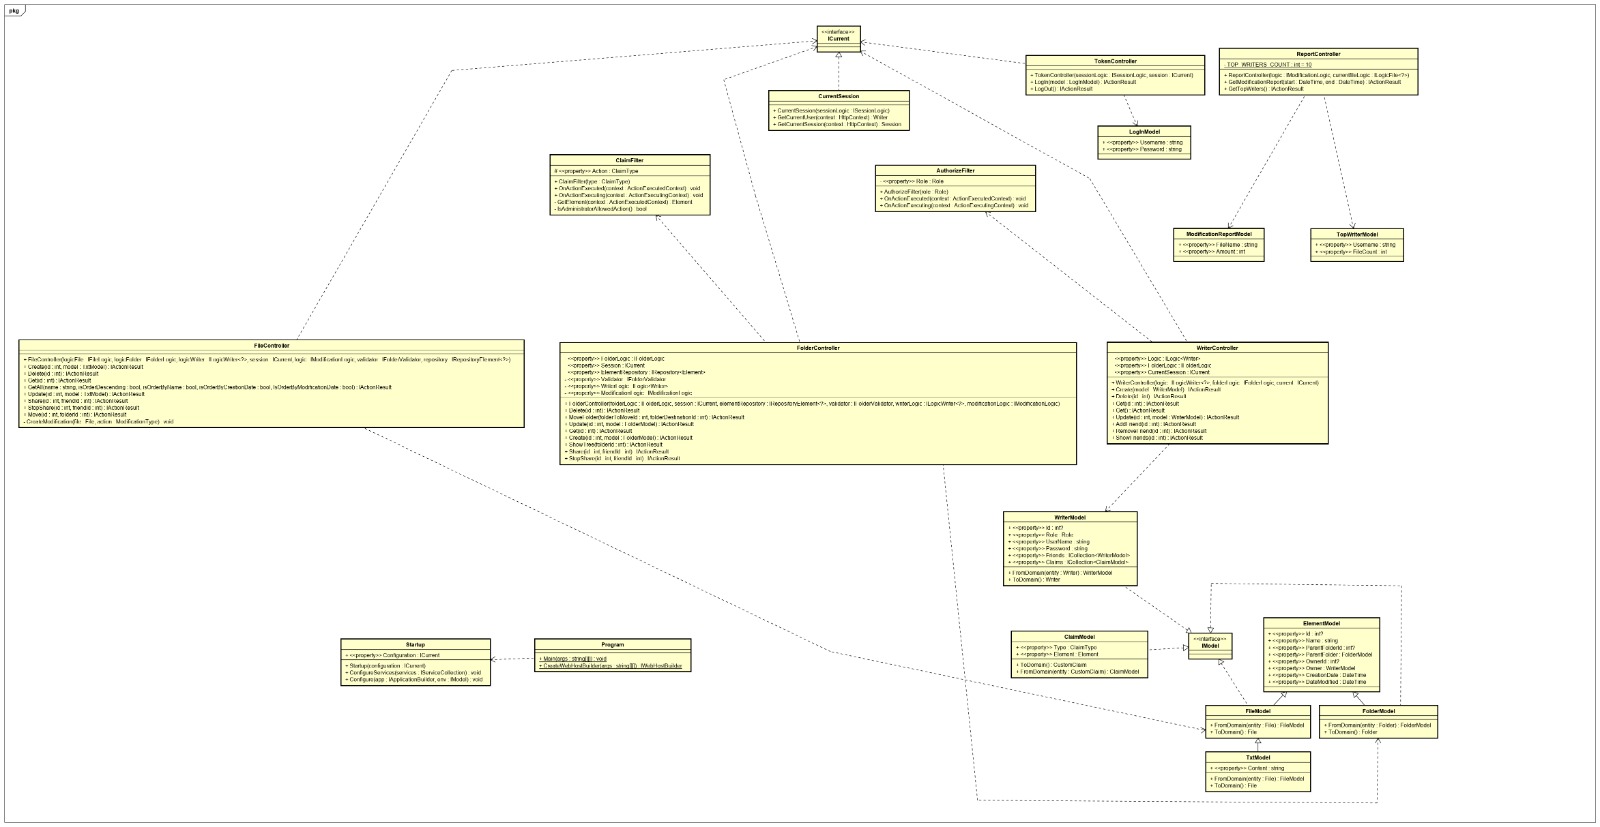 pkg
<<interface>>
ICurrent
TokenController
+ TokenController(sessionLogic : ISessionLogic, session : ICurrent)
+ LogIn(model : LogInModel) : IActionResult
+ LogOut() : IActionResult
ReportController
- TOP_WRITERS_COUNT : int = 10
+ ReportController(logic : IModificationLogic, currentfileLogic : ILogicFile<?>)
+ GetModificationReport(start : DateTime, end : DateTime) : IActionResult
+ GetTopWriters() : IActionResult
CurrentSession
+ CurrentSession(sessionLogic : ISessionLogic)
+ GetCurrentUser(context : HttpContext) : Writer
+ GetCurrentSession(context : HttpContext) : Session
LogInModel
+ <<property>> Username : string
+ <<property>> Password : string
ClaimFilter
# <<property>> Action : ClaimType
+ ClaimFilter(type : ClaimType)
+ OnActionExecuted(context : ActionExecutedContext) : void
+ OnActionExecuting(context : ActionExecutingContext) : void
- GetElement(context : ActionExecutedContext) : Element
- IsAdministratorAllowedAction() : bool
AuthorizeFilter
- <<property>> Role : Role
+ AuthorizeFilter(role : Role)
+ OnActionExecuted(context : ActionExecutedContext) : void
+ OnActionExecuting(context : ActionExecutingContext) : void
ModificationReportModel
+ <<property>> FileName : string
+ <<property>> Amount : int
TopWriterModel
+ <<property>> Username : string
+ <<property>> FileCount : int
FileController
+ FileController(logicFile : IFileLogic, logicFolder : IFolderLogic, logicWriter : ILogicWriter<?>, session : ICurrent, logic : IModificationLogic, validator : IFolderValidator, repository : IRepositoryElement<?>)
+ Create(id : int, model : TxtModel) : IActionResult
+ Delete(id : int) : IActionResult
+ Get(id : int) : IActionResult
+ GetAll(name : string, isOrderDescending : bool, isOrderByName : bool, isOrderByCreationDate : bool, isOrderByModificationDate : bool) : IActionResult
+ Update(id : int, model : TxtModel) : IActionResult
+ Share(id : int, friendId : int) : IActionResult
+ StopShare(id : int, friendId : int) : IActionResult
+ Move(id : int, folderId : int) : IActionResult
- CreateModification(file : File, action : ModificationType) : void
FolderController
<<property>> FolderLogic : IFolderLogic
<<property>> Session : ICurrent
<<property>> ElementRepository : IRepository<Element>
- <<property>> Validator : IFolderValidator
- <<property>> WriterLogic : ILogic<Writer>
- <<property>> ModificationLogic : IModificationLogic
+ FolderController(folderLogic : IFolderLogic, session : ICurrent, elementRepository : IRepositoryElement<?>, validator : IFolderValidator, writerLogic : ILogicWriter<?>, modificationLogic : IModificationLogic)
+ Delete(id : int) : IActionResult
+ MoveFolder(folderToMoveId : int, folderDestinationId : int) : IActionResult
+ Update(id : int, model : FolderModel) : IActionResult
+ Get(id : int) : IActionResult
+ Create(id : int, model : FolderModel) : IActionResult
+ ShowTree(folderId : int) : IActionResult
+ Share(id : int, friendId : int) : IActionResult
+ StopShare(id : int, friendId : int) : IActionResult
WriterController
<<property>> Logic : ILogic<Writer>
<<property>> FolderLogic : IFolderLogic
<<property>> CurrentSession : ICurrent
+ WriterController(logic : ILogicWriter<?>, folderLogic : IFolderLogic, current : ICurrent)
+ Create(model : WriterModel) : IActionResult
+ Delete(id : int) : IActionResult
+ Get(id : int) : IActionResult
+ Get() : IActionResult
+ Update(id : int, model : WriterModel) : IActionResult
+ AddFriend(id : int) : IActionResult
+ RemoveFriend(id : int) : IActionResult
+ ShowFriends(id : int) : IActionResult
WriterModel
+ <<property>> Id : int?
+ <<property>> Role : Role
+ <<property>> UserName : string
+ <<property>> Password : string
+ <<property>> Friends : ICollection<WriterModel>
+ <<property>> Claims : ICollection<ClaimModel>
+ FromDomain(entity : Writer) : WriterModel
+ ToDomain() : Writer
Startup
+ <<property>> Configuration : ICurrent
+ Startup(configuration : ICurrent)
+ ConfigureServices(services : IServiceCollection) : void
+ Configure(app : IApplicationBuilder, env : IModel) : void
Program
+ Main(args : string[][]) : void
+ CreateWebHostBuilder(args : string[][]) : IWebHostBuilder
ClaimModel
+ <<property>> Type : ClaimType
+ <<property>> Element : Element
+ ToDomain() : CustomClaim
+ FromDomain(entity : CustomClaim) : ClaimModel
<<interface>>
IModel
ElementModel
+ <<property>> Id : int?
+ <<property>> Name : string
+ <<property>> ParentFolderId : int?
+ <<property>> ParentFolder : FolderModel
+ <<property>> OwnerId : int?
+ <<property>> Owner : WriterModel
+ <<property>> CreationDate : DateTime
+ <<property>> DateModified : DateTime
FileModel
+ FromDomain(entity : File) : FileModel
+ ToDomain() : File
FolderModel
+ FromDomain(entity : Folder) : FolderModel
+ ToDomain() : Folder
TxtModel
+ <<property>> Content : string
+ FromDomain(entity : File) : FileModel
+ ToDomain() : File